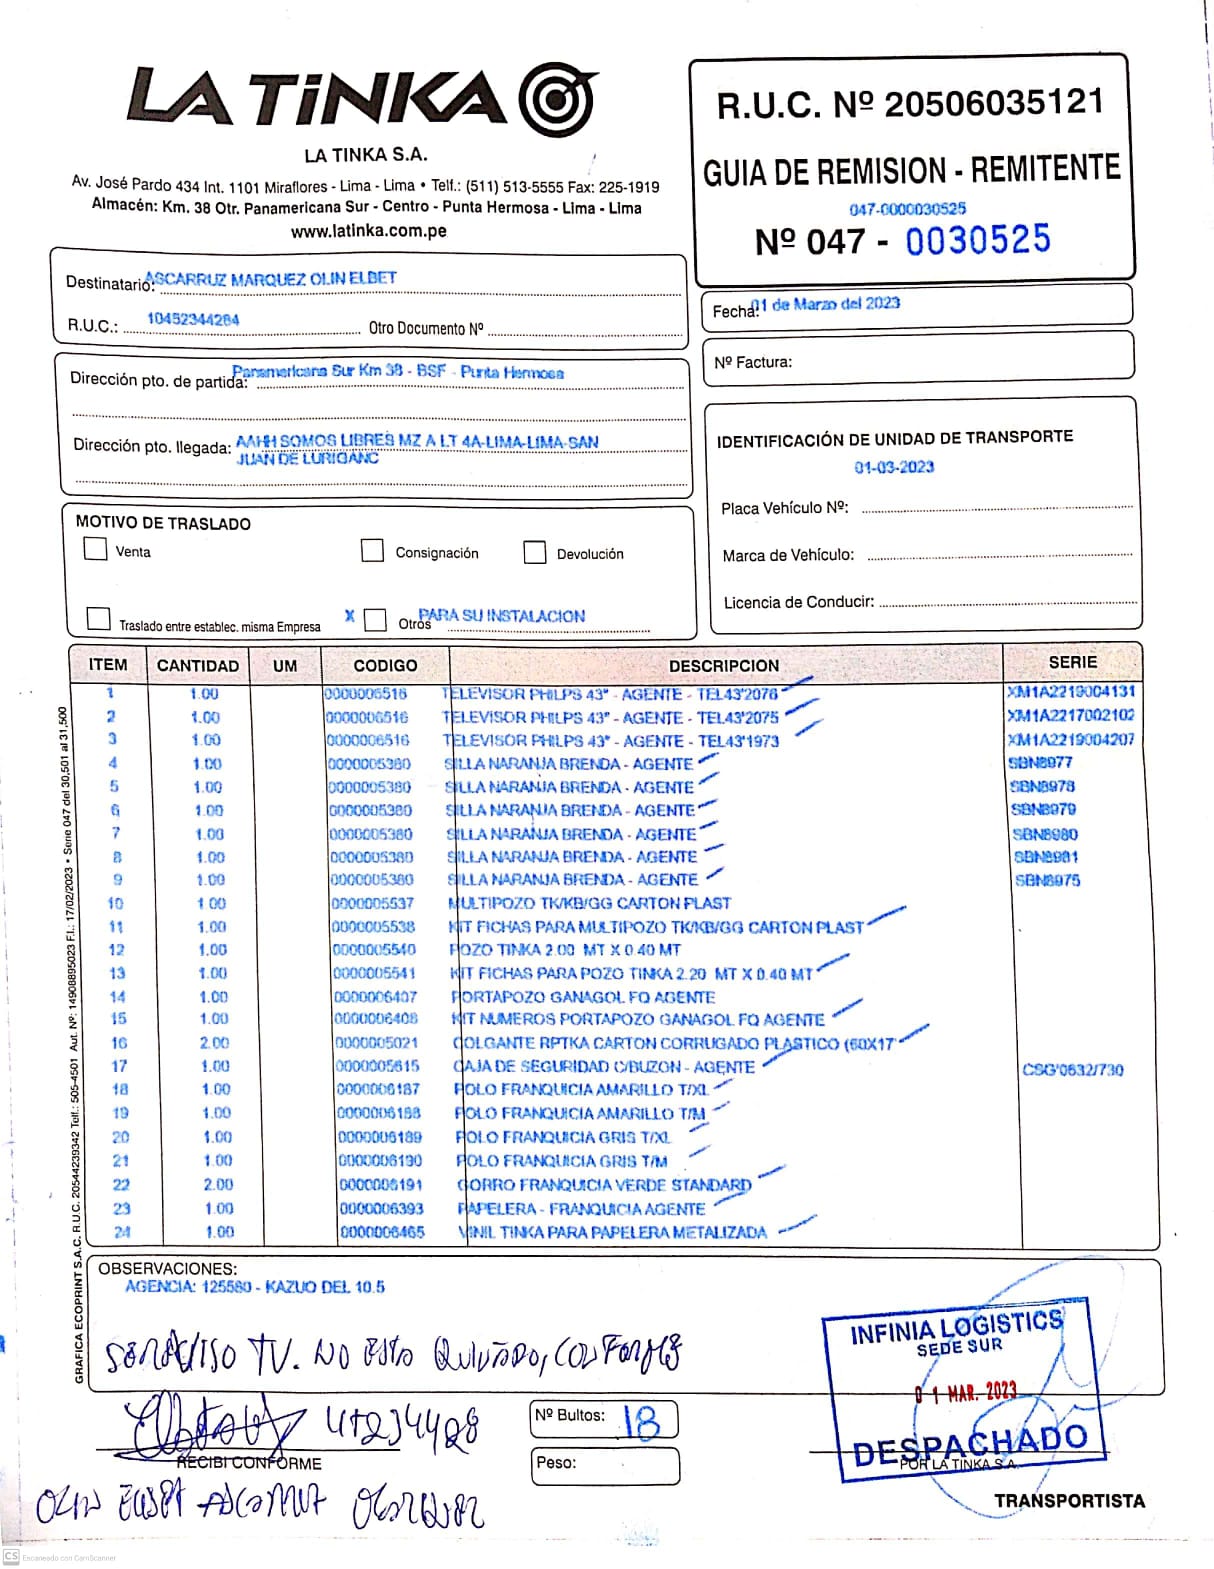 LA TiNKA
LA TINKA S.A.
Av. José Pardo 434 Int. 1101 Miraflores - Lima - Lima • Telf.: (511) 513-5555 Fax: 225-1919
Almacén: Km. 38 Otr. Panamericana Sur - Centro - Punta Hermosa - Lima - Lima
www.latinka.com.pe
R.U.C. Nº 20506035121
GUIA DE REMISION - REMITENTE
047-0000030525
Nº 047 - 0030525
Destinatario: ASCARRUZ MARQUEZ OLIN ELBET
R.U.C.: 10452344284 Otro Documento Nº
Fecha: 01 de Marzo del 2023
Nº Factura:
Dirección pto. de partida: Panamericana Sur Km 38 - BSF - Punta Hermosa
Dirección pto. llegada: AAHH SOMOS LIBRES MZ A LT 4A-LIMA-LIMA-SAN
JUAN DE LURIGANC
IDENTIFICACIÓN DE UNIDAD DE TRANSPORTE
01-03-2023
Placa Vehículo Nº:
Marca de Vehículo:
Licencia de Conducir:
MOTIVO DE TRASLADO
Venta Consignación Devolución
Traslado entre establec. misma Empresa X Otros PARA SU INSTALACION
ITEM CANTIDAD UM CODIGO DESCRIPCION SERIE
1 1.00 0000006516 TELEVISOR PHILPS 43" - AGENTE - TEL43'2076 XM1A2219004131
2 1.00 0000006516 TELEVISOR PHILPS 43" - AGENTE - TEL43'2075 XM1A2217002102
3 1.00 0000006516 TELEVISOR PHILPS 43" - AGENTE - TEL43'1973 XM1A2219004207
4 1.00 0000005380 SILLA NARANJA BRENDA - AGENTE SBN8977
5 1.00 0000005380 SILLA NARANJA BRENDA - AGENTE SBN8978
6 1.00 0000005380 SILLA NARANJA BRENDA - AGENTE SBN8979
7 1.00 0000005380 SILLA NARANJA BRENDA - AGENTE SBN8980
8 1.00 0000005380 SILLA NARANJA BRENDA - AGENTE SBN8981
9 1.00 0000005380 SILLA NARANJA BRENDA - AGENTE SBN8975
10 1.00 0000005537 MULTIPOZO TK/KB/GG CARTON PLAST
11 1.00 0000005538 KIT FICHAS PARA MULTIPOZO TK/KB/GG CARTON PLAST
12 1.00 0000005540 POZO TINKA 2.00 MT X 0.40 MT
13 1.00 0000005541 KIT FICHAS PARA POZO TINKA 2.20 MT X 0.40 MT
14 1.00 0000006407 PORTAPOZO GANAGOL FQ AGENTE
15 1.00 0000006408 KIT NUMEROS PORTAPOZO GANAGOL FQ AGENTE
16 2.00 0000005021 COLGANTE RPTKA CARTON CORRUGADO PLASTICO (60X17
17 1.00 0000005615 CAJA DE SEGURIDAD C/BUZON - AGENTE CSG'0632/730
18 1.00 0000006187 POLO FRANQUICIA AMARILLO T/XL
19 1.00 0000006188 POLO FRANQUICIA AMARILLO T/M
20 1.00 0000006189 POLO FRANQUICIA GRIS T/XL
21 1.00 0000006190 POLO FRANQUICIA GRIS T/M
22 2.00 0000006191 GORRO FRANQUICIA VERDE STANDARD
23 1.00 0000006393 PAPELERA - FRANQUICIA AGENTE
24 1.00 0000006465 VINIL TINKA PARA PAPELERA METALIZADA
GRAFICA ECOPRINT S.A.C. R.U.C. 20544239342 Telf.: 505-4501 Aut. Nº: 14908895023 F.I.: 17/02/2023 • Serie 047 del 30,501 al 31,500
OBSERVACIONES:
AGENCIA: 125580 - KAZUO DEL 10.5
TV. NO Esta
INFINIA LOGISTICS
SEDE SUR
01 MAR. 2023
DESPACHADO
POR LA TINKA S.A.
Nº Bultos: 18
Peso:
RECIBI CONFORME
TRANSPORTISTA
CS Escaneado con CamScanner